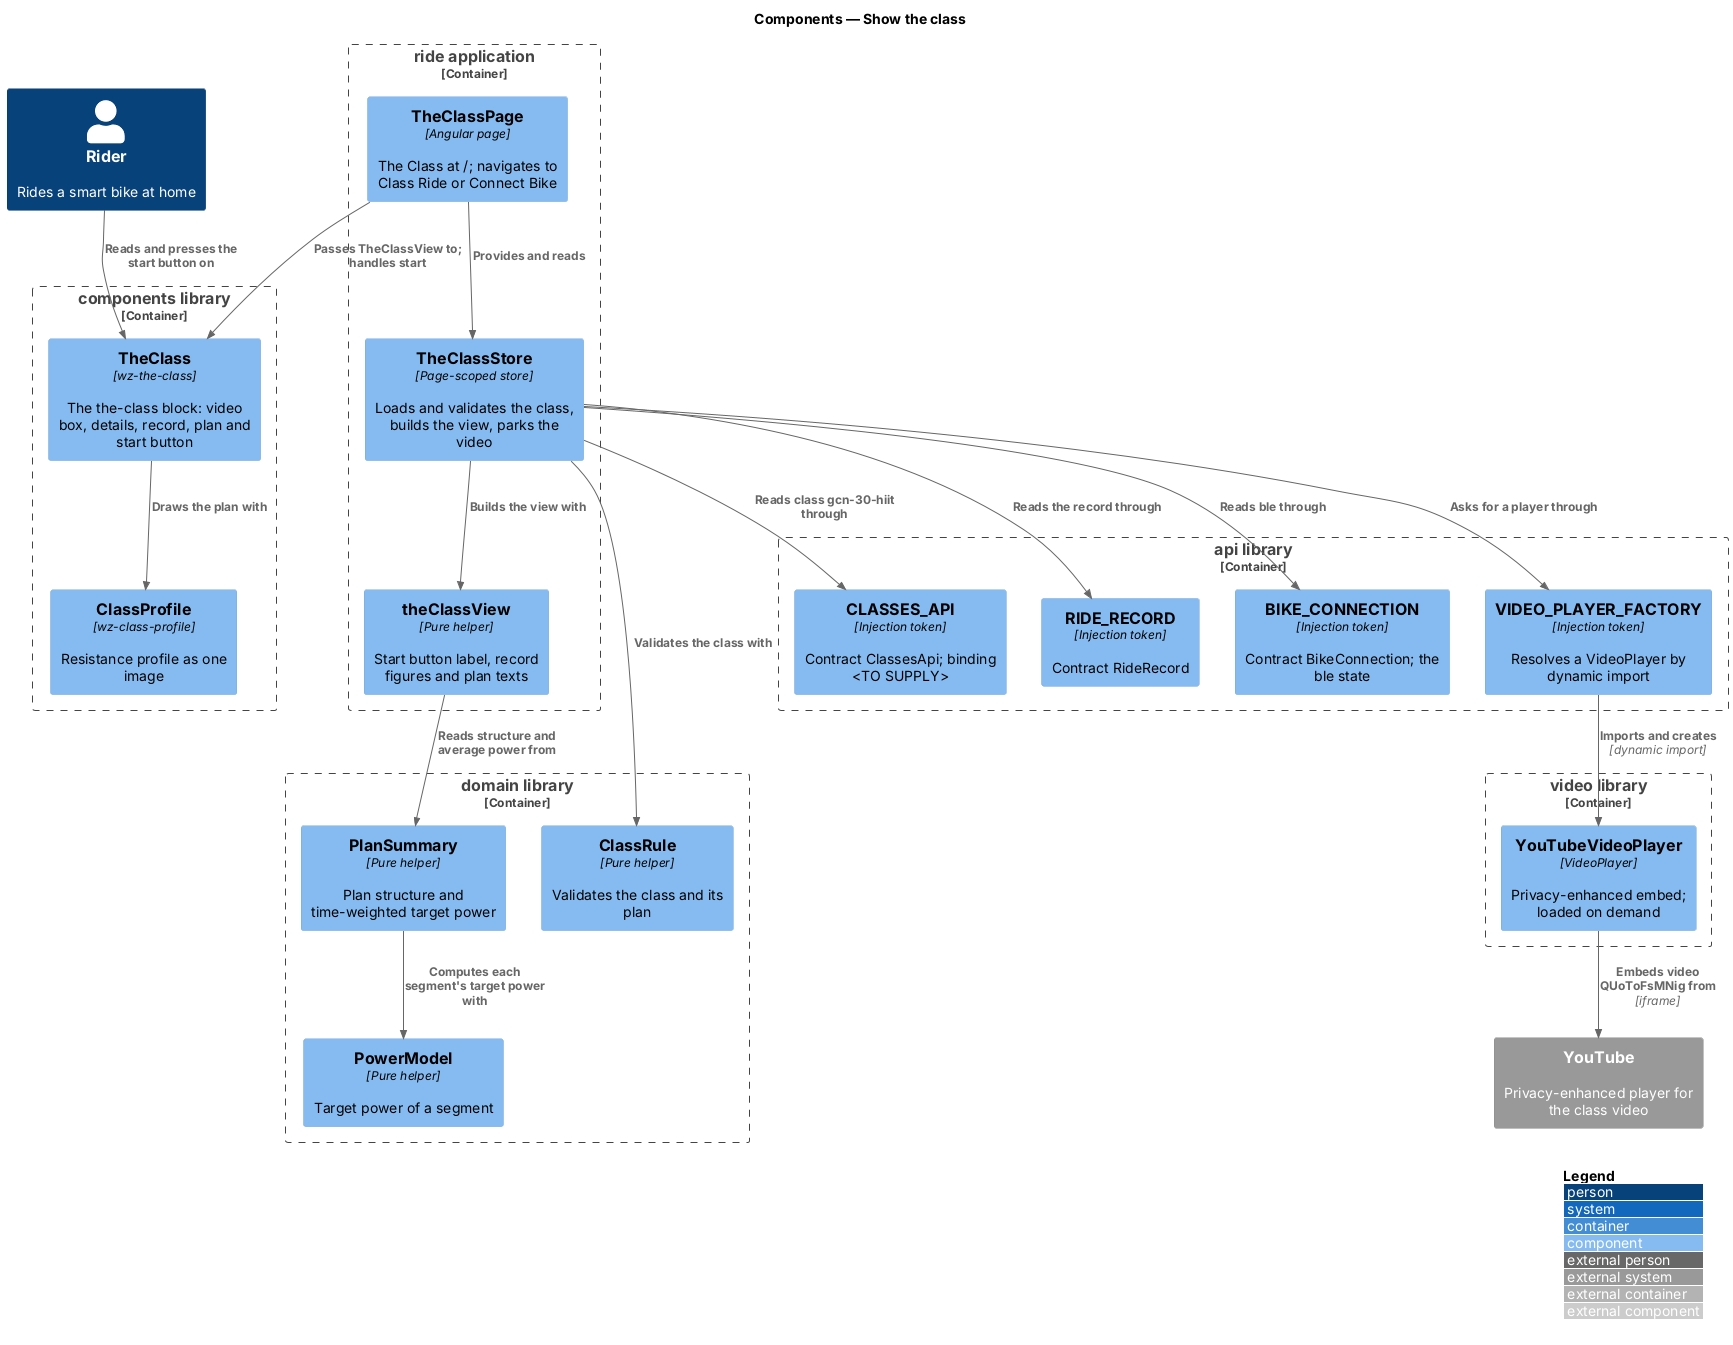 Components — Show the class
ride application
[Container]
TheClassPage
[Angular page]
The Class at /; navigates to
Class Ride or Connect Bike
Rider
Rides a smart bike at home
Reads and presses the
start button on
Passes TheClassView to;
handles start
Provides and reads
components library
[Container]
TheClass
[wz-the-class]
The the-class block: video
box, details, record, plan and
start button
TheClassStore
[Page-scoped store]
Loads and validates the class,
builds the view, parks the
video
Draws the plan with
Builds the view with
Reads class gcn-30-hiit
through
Reads the record through
Reads ble through
Asks for a player through
ClassProfile
[wz-class-profile]
Resistance profile as one
image
theClassView
[Pure helper]
Start button label, record
figures and plan texts
Validates the class with
api library
[Container]
CLASSES_API
[Injection token]
Contract ClassesApi; binding
<TO SUPPLY>
RIDE_RECORD
[Injection token]
Contract RideRecord
BIKE_CONNECTION
[Injection token]
Contract BikeConnection; the
ble state
VIDEO_PLAYER_FACTORY
[Injection token]
Resolves a VideoPlayer by
dynamic import
Reads structure and
average power from
Imports and creates
[dynamic import]
domain library
[Container]
PlanSummary
[Pure helper]
Plan structure and
time-weighted target power
ClassRule
[Pure helper]
Validates the class and its
plan
video library
[Container]
YouTubeVideoPlayer
[VideoPlayer]
Privacy-enhanced embed;
loaded on demand
Computes each
segment's target power
with
Embeds video
QUoToFsMNig from
[iframe]
PowerModel
[Pure helper]
Target power of a segment
YouTube
Privacy-enhanced player for
the class video
Legend
person
system
container
component
external person
external system
external container
external component